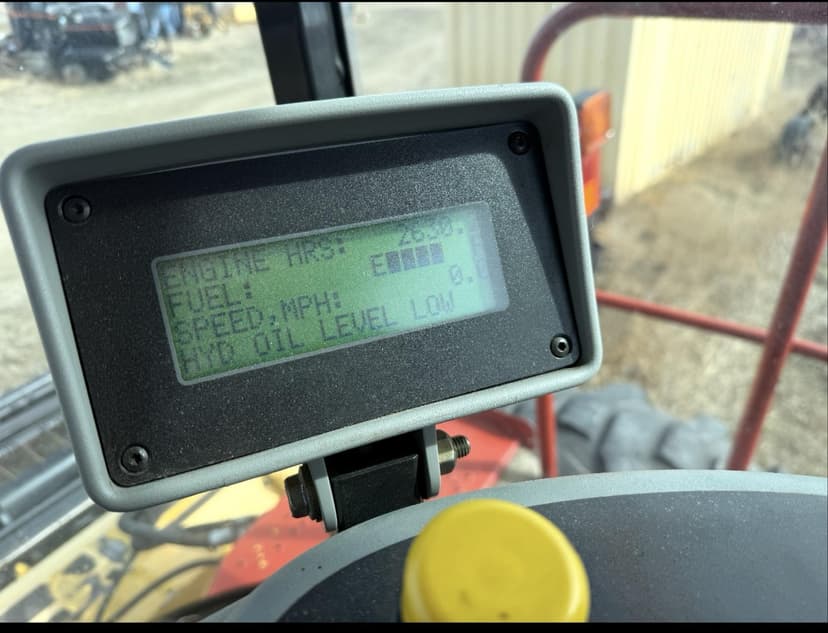 ENGINE HRS: 2630.
FUEL: E
SPEED,MPH: 0.
HYD OIL LEVEL LOW